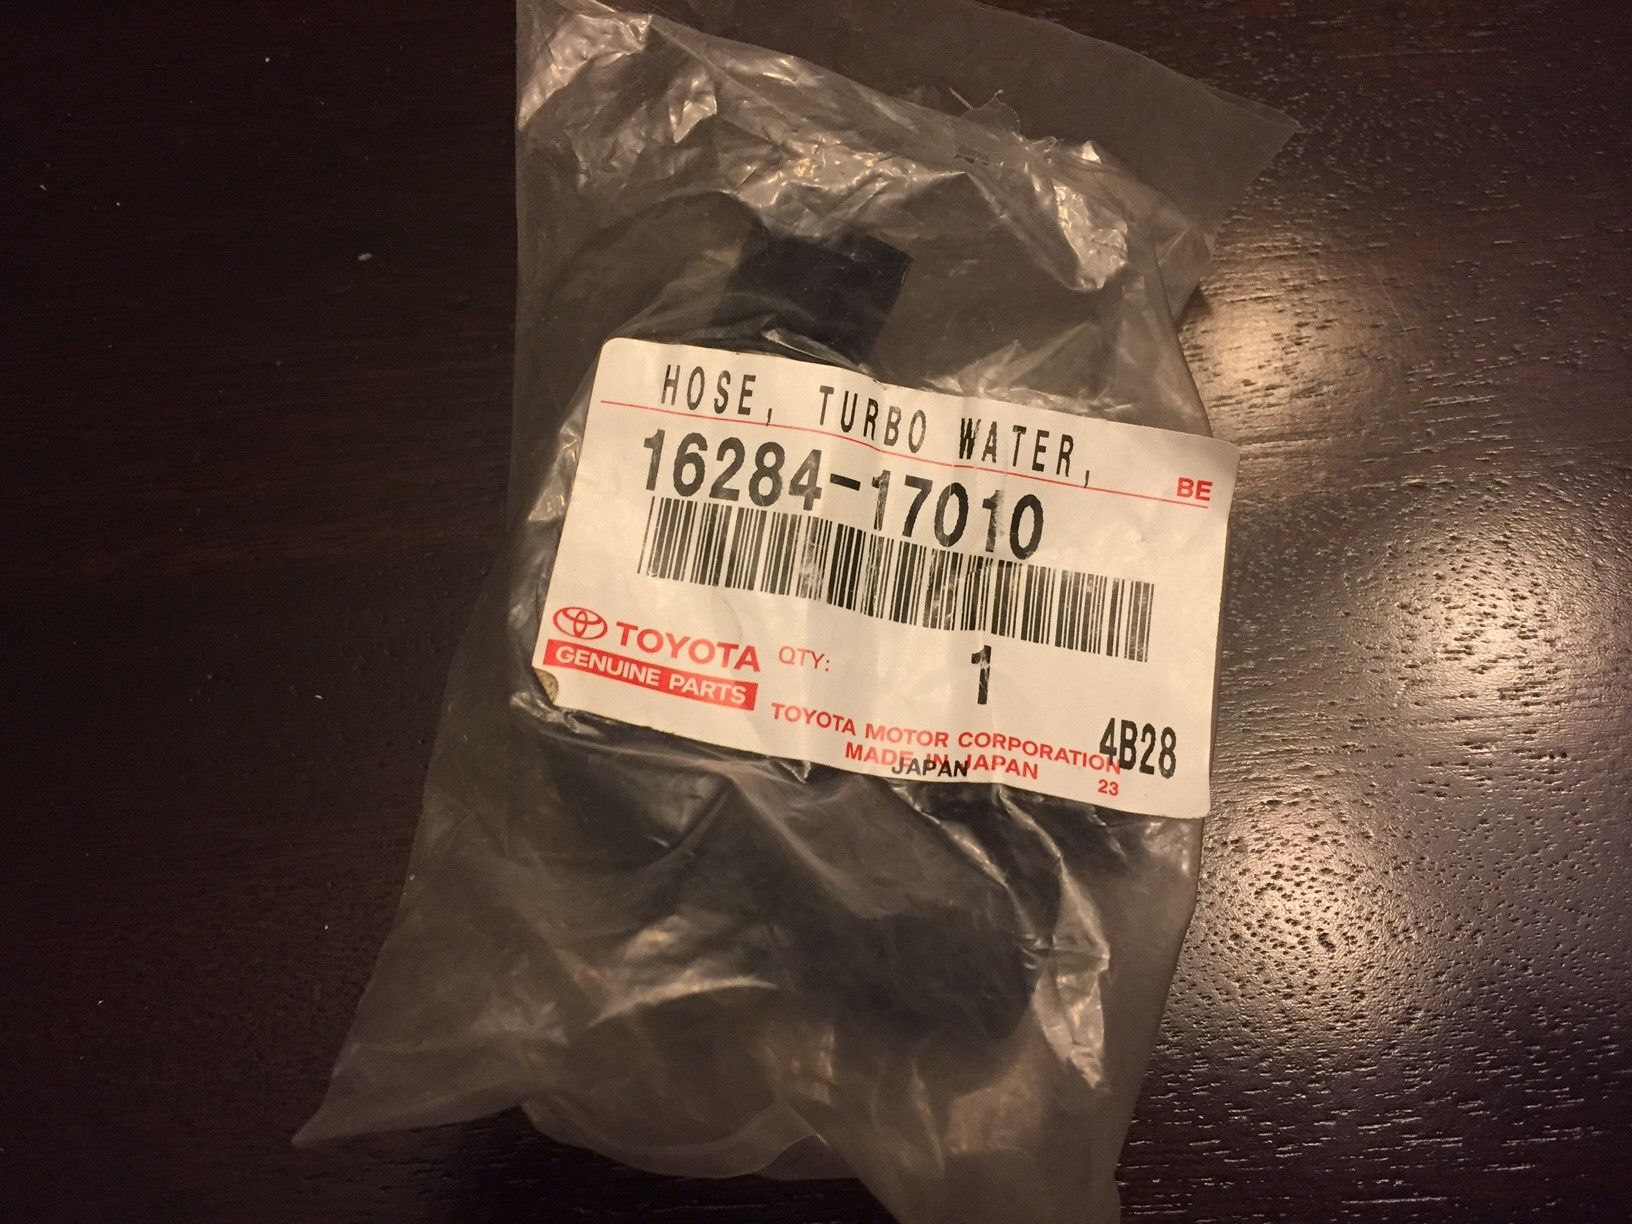 HOSE, TURBO WATER,
BE
16284-17010
TOYOTA QTY: 1
GENUINE PARTS
TOYOTA MOTOR CORPORATION
4B28
MADE IN JAPAN
JAPAN
23